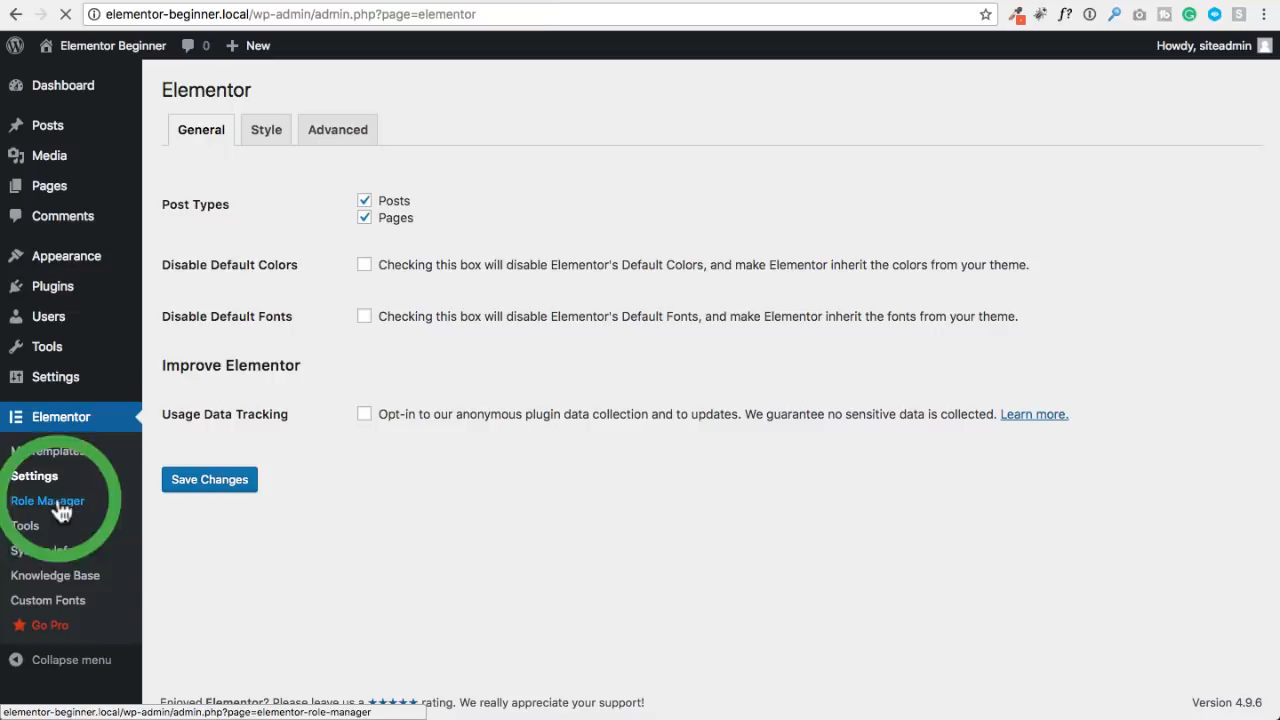 elementor-beginner.local/wp-admin/admin.php?page=elementor
Elementor Beginner 0 New
Howdy, siteadmin
Dashboard
Posts
Media
Pages
Comments
Appearance
Plugins
Users
Tools
Settings
Elementor
Templates
Settings
Role Manager
Tools
Knowledge Base
Custom Fonts
Go Pro
Collapse menu
Elementor
General Style Advanced
Post Types
Posts
Pages
Disable Default Colors
Checking this box will disable Elementor's Default Colors, and make Elementor inherit the colors from your theme.
Disable Default Fonts
Checking this box will disable Elementor's Default Fonts, and make Elementor inherit the fonts from your theme.
Improve Elementor
Usage Data Tracking
Opt-in to our anonymous plugin data collection and to updates. We guarantee no sensitive data is collected. Learn more.
Save Changes
Enjoyed Elementor? Please leave us a ★★★★★ rating. We really appreciate your support!
Version 4.9.6
elementor-beginner.local/wp-admin/admin.php?page=elementor-role-manager